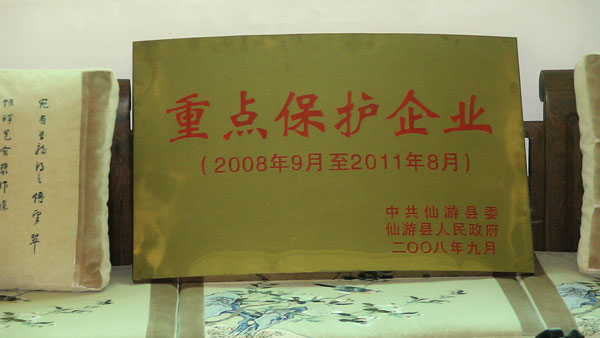 重点保护企业
(2008年9月至2011年8月)
中共仙游县委
仙游县人民政府
二〇〇八年九月